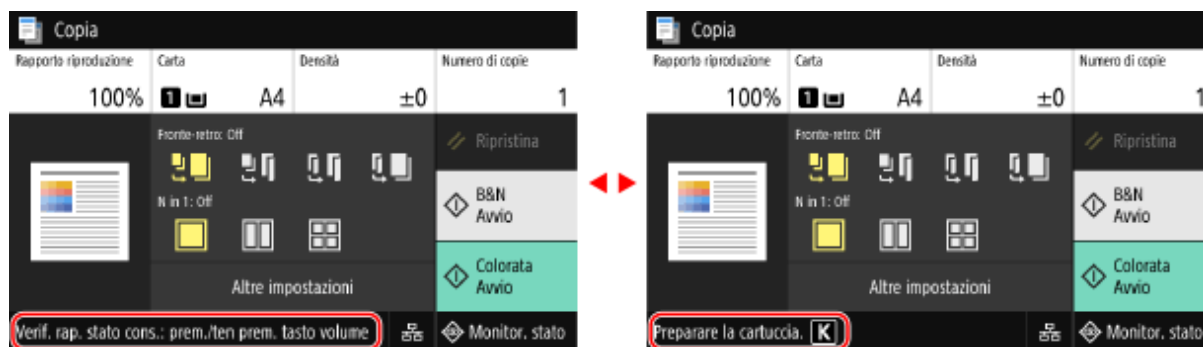 Copia
Rapporto riproduzione Carta Densità Numero di copie
100% 1 A4 ±0 1
Fronte-retro: Off
Ripristina
N in 1: Off
B&N
Avvio
Colorata
Avvio
Altre impostazioni
Verif. rap. stato cons.: prem./ten prem. tasto volume Monitor. stato
Copia
Rapporto riproduzione Carta Densità Numero di copie
100% 1 A4 ±0 1
Fronte-retro: Off
Ripristina
N in 1: Off
B&N
Avvio
Colorata
Avvio
Altre impostazioni
Preparare la cartuccia. K Monitor. stato